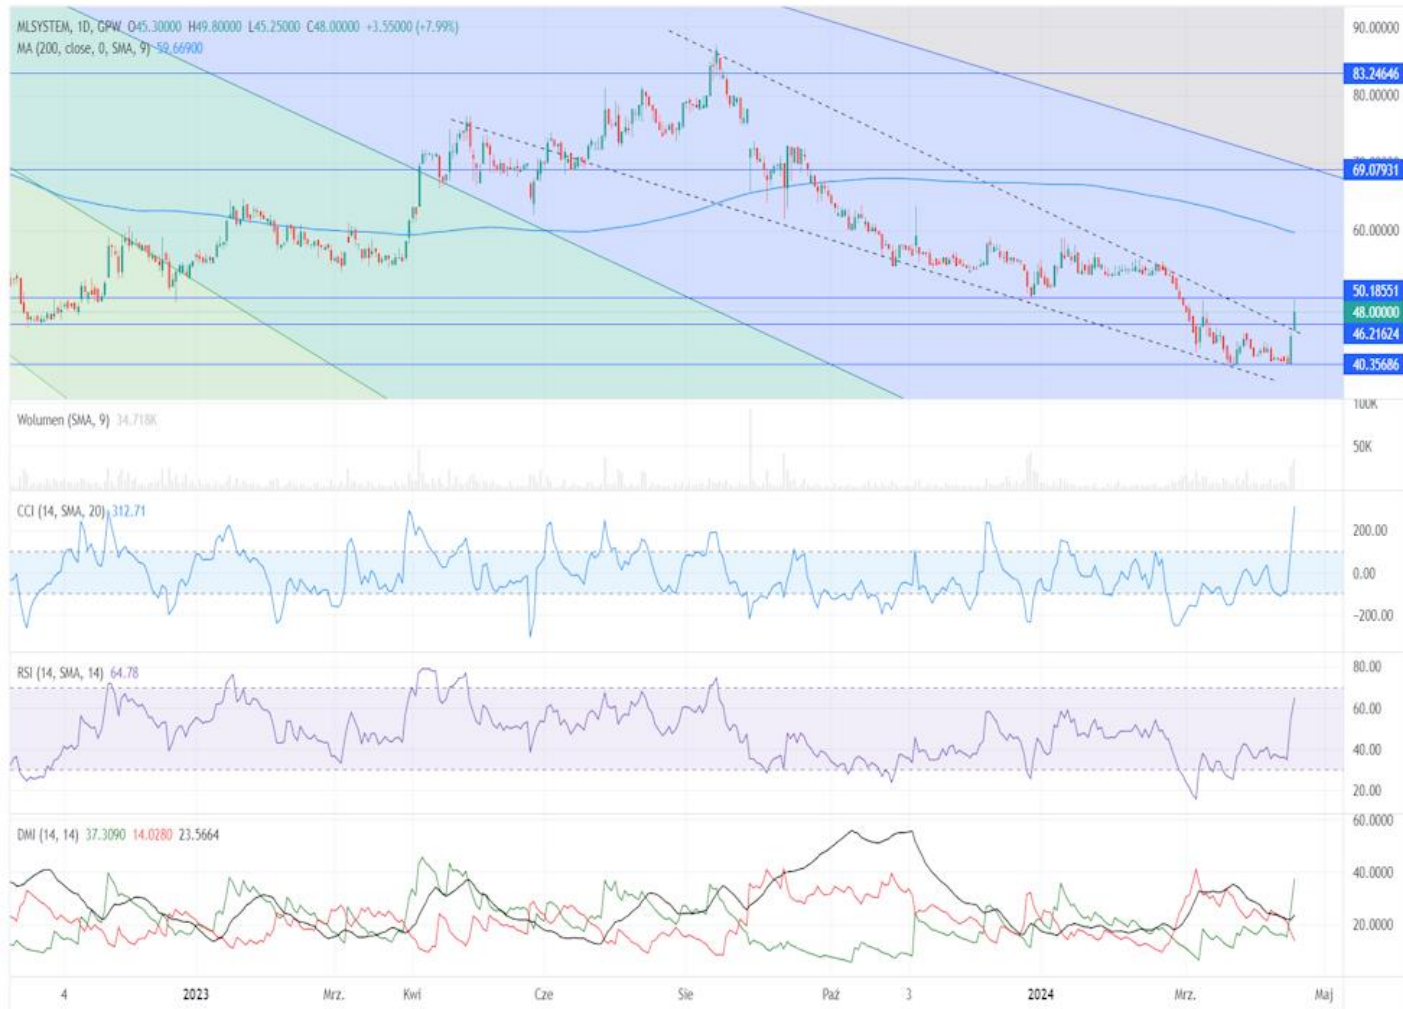 MLSYSTEM, 1D, GPW O45.30000 H49.80000 L45.25000 C48.00000 +3.55000 (+7.99%)
MA (200, close, 0, SMA, 9) 59.66900
90.00000
83.24646
80.00000
69.07931
60.00000
50.18551
48.00000
46.21624
40.35686
Wolumen (SMA, 9) 34.718K
100K
50K
CCI (14, SMA, 20) 312.71
200.00
0.00
-200.00
RSI (14, SMA, 14) 64.78
80.00
60.00
40.00
20.00
DMI (14, 14) 37.3090 14.0280 23.5664
60.0000
40.0000
20.0000
4 2023 Mrz. Kwi Cze Sie Paź 3 2024 Mrz. Maj